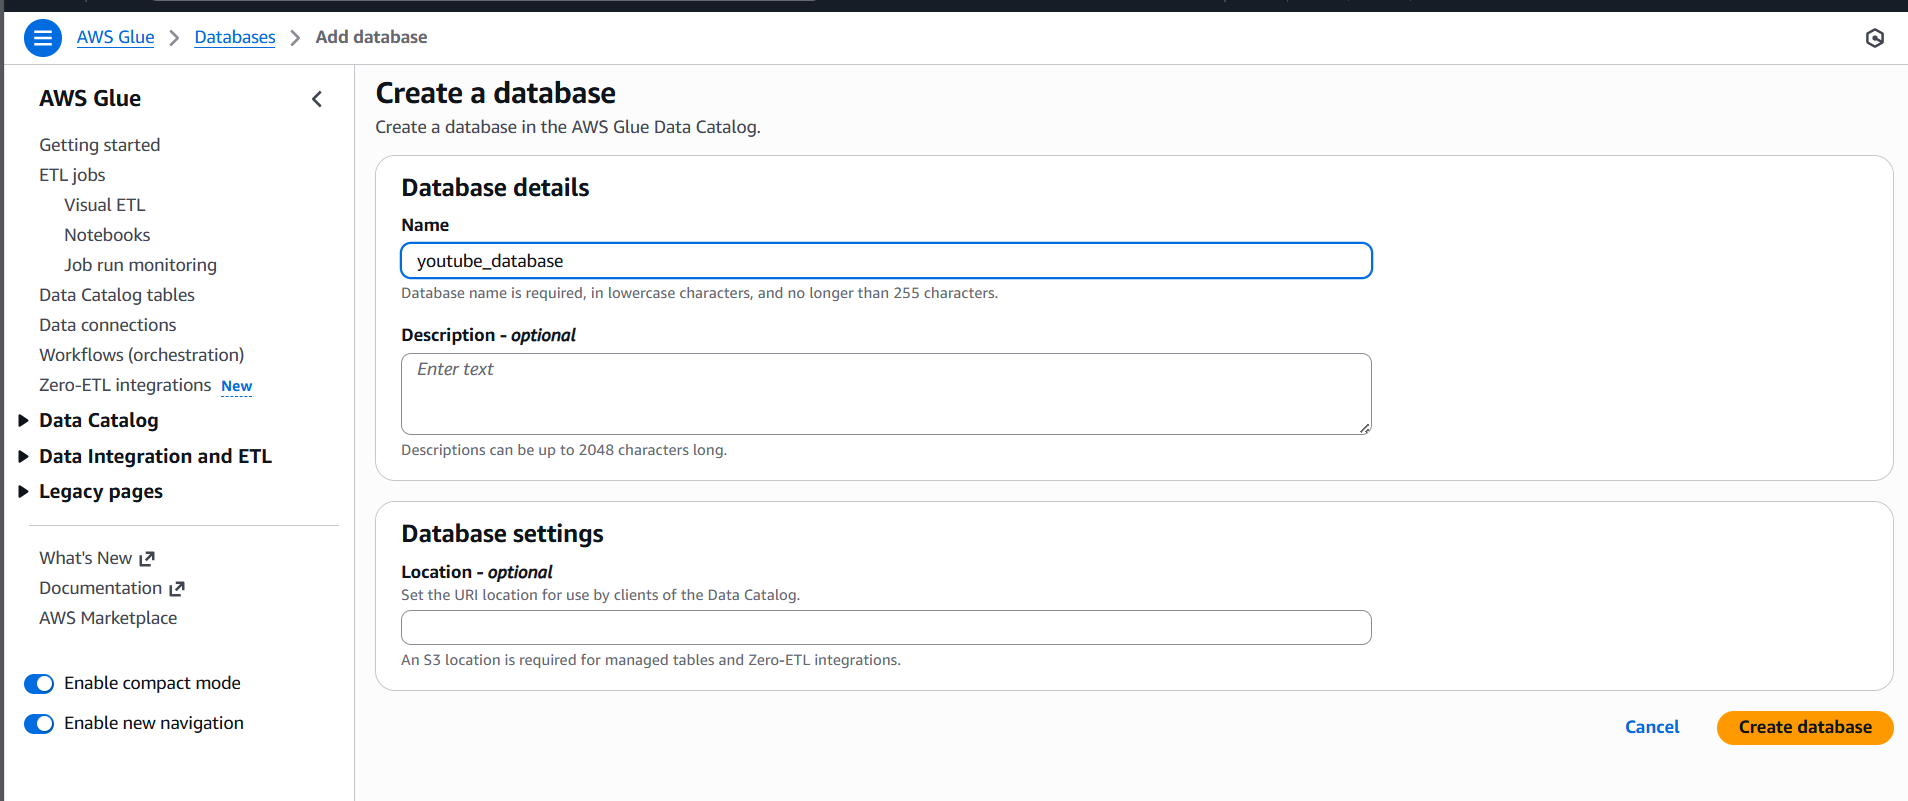 AWS Glue > Databases > Add database
AWS Glue
Getting started
ETL jobs
Visual ETL
Notebooks
Job run monitoring
Data Catalog tables
Data connections
Workflows (orchestration)
Zero-ETL integrations New
Data Catalog
Data Integration and ETL
Legacy pages
What's New
Documentation
AWS Marketplace
Enable compact mode
Enable new navigation
Create a database
Create a database in the AWS Glue Data Catalog.
Database details
Name
youtube_database
Database name is required, in lowercase characters, and no longer than 255 characters.
Description - optional
Enter text
Descriptions can be up to 2048 characters long.
Database settings
Location - optional
Set the URI location for use by clients of the Data Catalog.
An S3 location is required for managed tables and Zero-ETL integrations.
Cancel
Create database